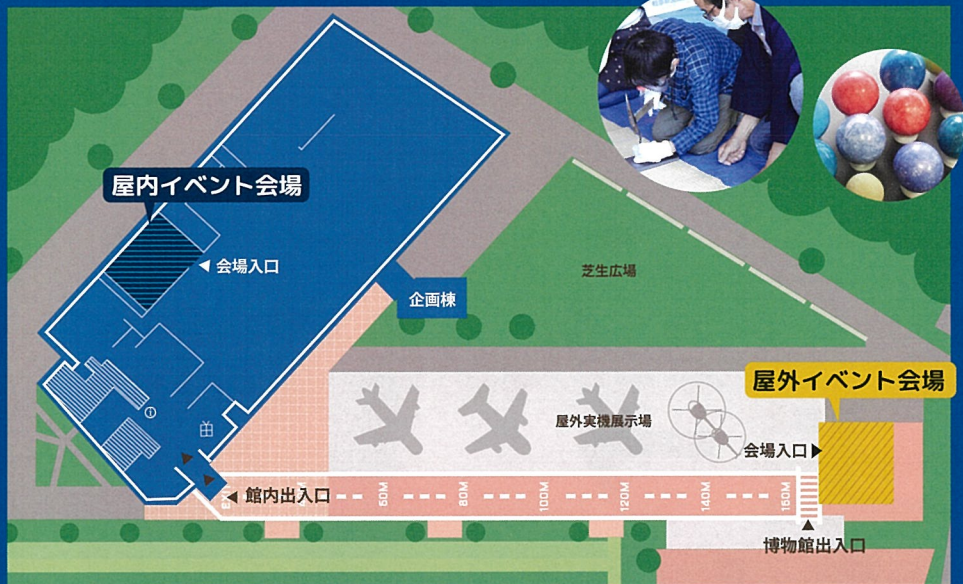 屋内イベント会場
会場入口
企画棟
芝生広場
屋外イベント会場
屋外実機展示場
会場入口
館内出入口
50M
80M
100M
120M
140M
150M
博物館出入口